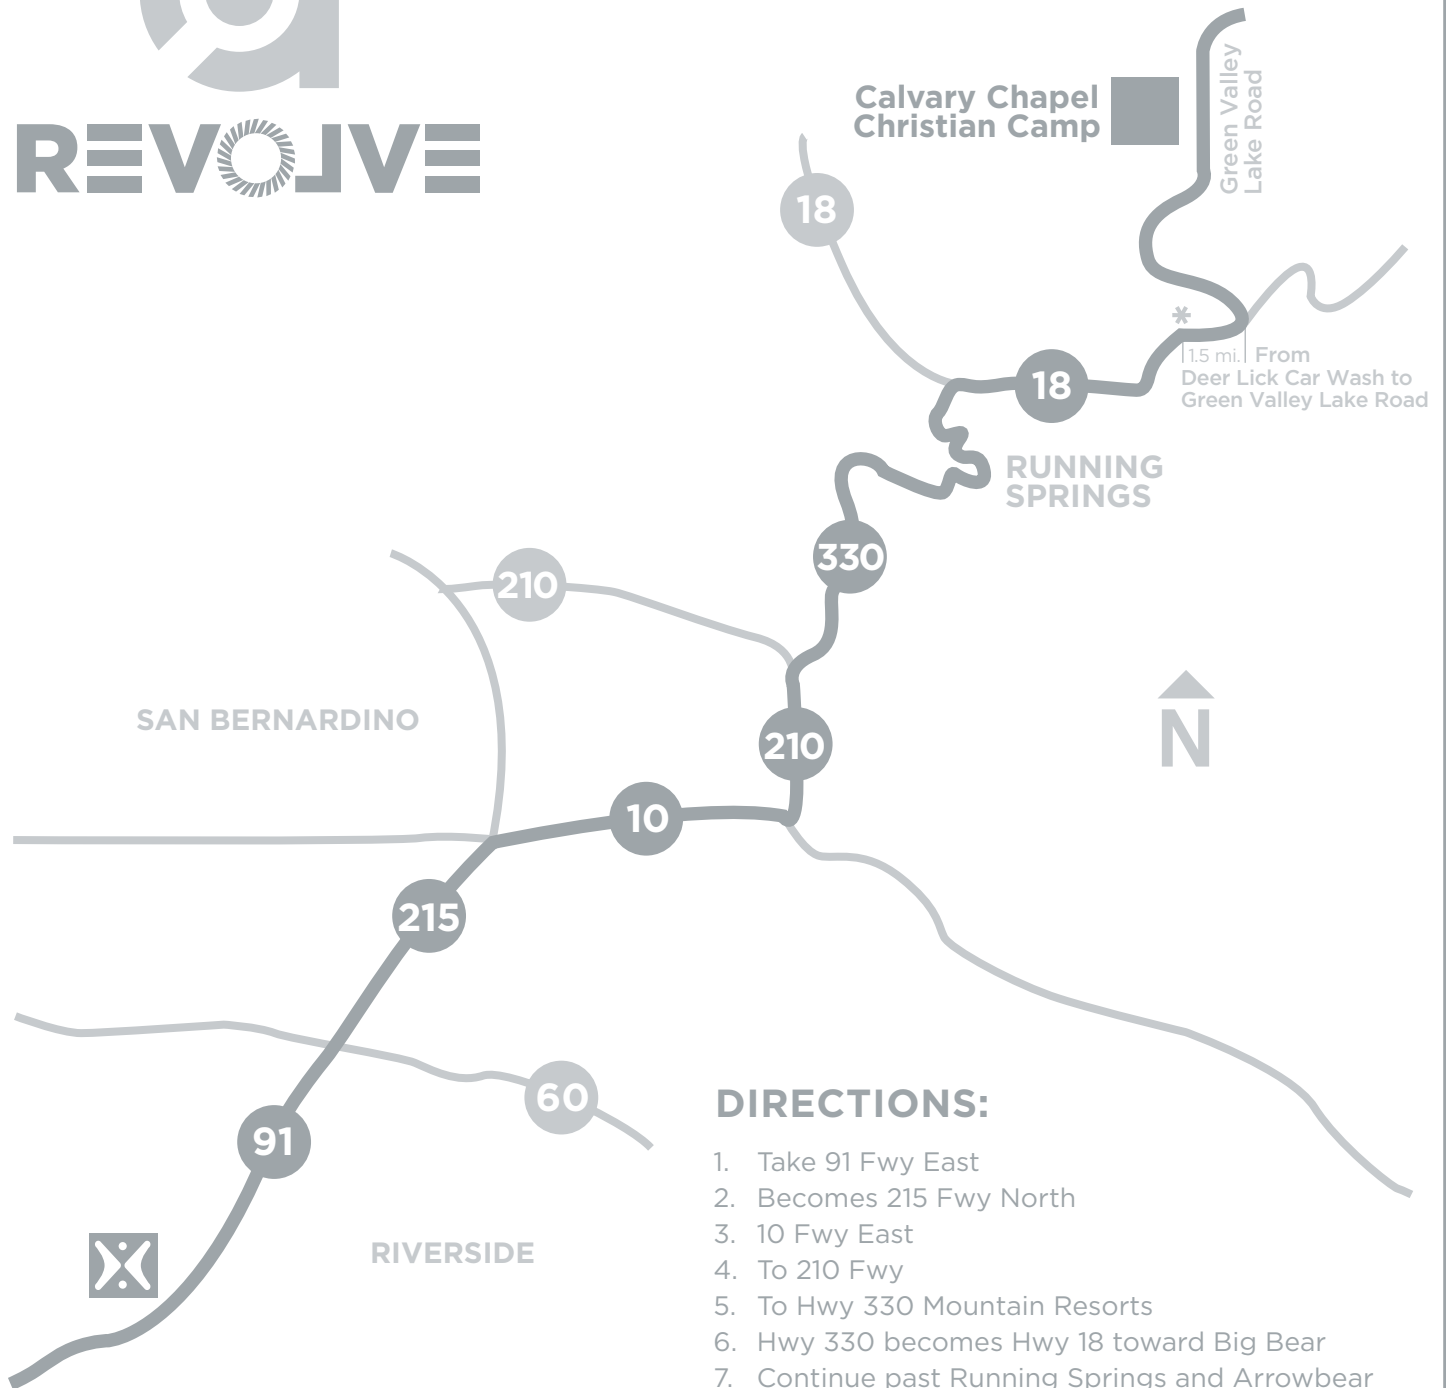 REVOLVE
Calvary Chapel
Christian Camp
Green Valley
Lake Road
18
*
1.5 mi. From
Deer Lick Car Wash to
Green Valley Lake Road
18
RUNNING
SPRINGS
330
210
SAN BERNARDINO
210
N
10
215
60
91
RIVERSIDE
DIRECTIONS:
1. Take 91 Fwy East
2. Becomes 215 Fwy North
3. 10 Fwy East
4. To 210 Fwy
5. To Hwy 330 Mountain Resorts
6. Hwy 330 becomes Hwy 18 toward Big Bear
7. Continue past Running Springs and Arrowbear